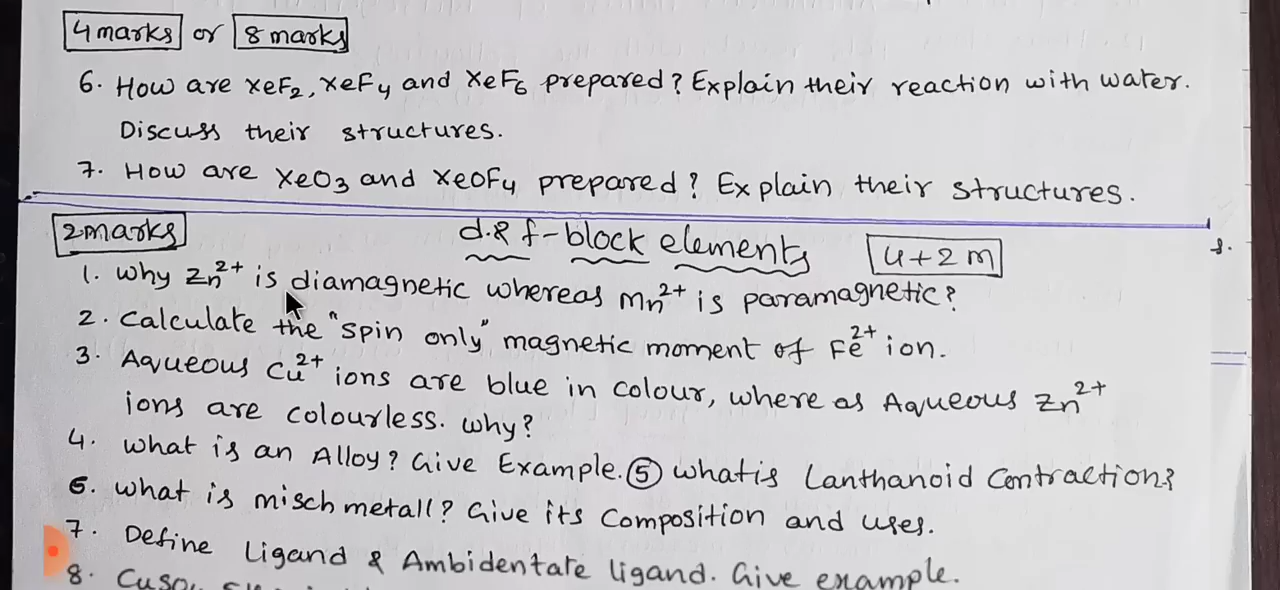 4 marks or 8 marks
6. How are XeF2, XeF4 and XeF6 prepared? Explain their reaction with water.
Discuss their structures.
7. How are XeO3 and XeOF4 prepared? Explain their structures.
2 marks d.& f-block elements 4+2m
1. Why Zn2+ is diamagnetic whereas Mn2+ is paramagnetic?
2. Calculate the "spin only" magnetic moment of Fe2+ ion.
3. Aqueous Cu2+ ions are blue in colour, where as Aqueous Zn2+
ions are colourless. Why?
4. What is an Alloy? Give Example. 5 What is Lanthanoid Contraction?
6. What is misch metall? Give its composition and uses.
7. Define Ligand & Ambidentate ligand. Give example.
8.